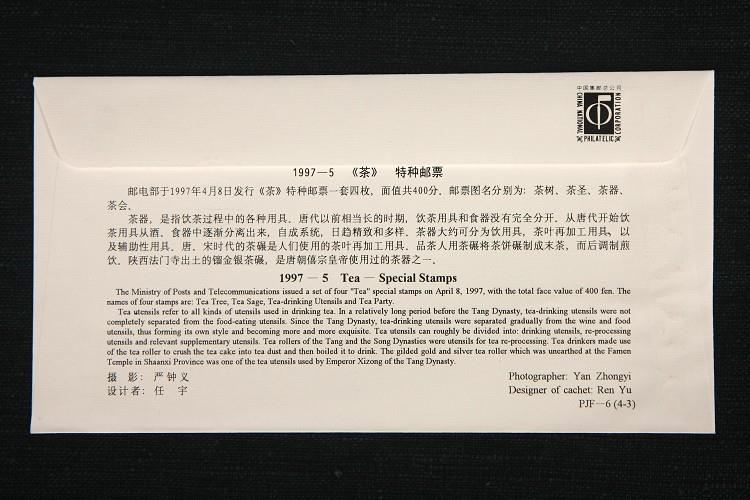 中国集邮总公司
CHINA NATIONAL
PHILATELIC
CORPORATION
1997—5 《茶》 特种邮票
邮电部于1997年4月8日发行《茶》特种邮票一套四枚，面值共400分．邮票图名分别为：茶树、茶圣、茶器、
茶会．
茶器，是指饮茶过程中的各种用具．唐代以前相当长的时期，饮茶用具和食器没有完全分开．从唐代开始饮
茶用具从酒、食器中逐渐分离出来，自成系统，日趋精致和多样．茶器大约可分为饮用具，茶叶再加工用具，以
及辅助性用具．唐、宋时代的茶碾是人们使用的茶叶再加工用具．品茶人用茶碾将茶饼碾制成末茶，而后调制煎
饮．陕西法门寺出土的镏金银茶碾，是唐朝僖宗皇帝使用过的茶器之一．
1997 — 5 Tea — Special Stamps
The Ministry of Posts and Telecommunications issued a set of four "Tea" special stamps on April 8, 1997, with the total face value of 400 fen. The
names of four stamps are: Tea Tree, Tea Sage, Tea-drinking Utensils and Tea Party.
Tea utensils refer to all kinds of utensils used in drinking tea. In a relatively long period before the Tang Dynasty, tea-drinking utensils were not
completely separated from the food-eating utensils. Since the Tang Dynasty, tea-drinking utensils were separated gradually from the wine and food
utensils, thus forming its own style and becoming more and more exquisite. Tea utensils can roughly be divided into: drinking utensils, re-processing
utensils and relevant supplementary utensils. Tea rollers of the Tang and the Song Dynasties were utensils for tea re-processing. Tea drinkers made use
of the tea roller to crush the tea cake into tea dust and then boiled it to drink. The gilded gold and silver tea roller which was unearthed at the Famen
Temple in Shaanxi Province was one of the tea utensils used by Emperor Xizong of the Tang Dynasty.
摄 影：严钟义
设计者：任 宇
Photographer: Yan Zhongyi
Designer of cachet: Ren Yu
PJF—6 (4-3)